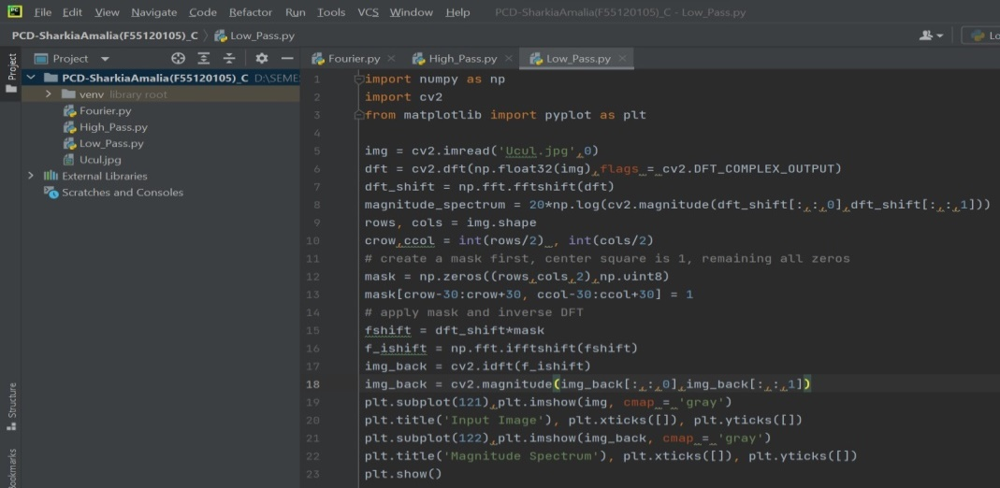 PC File Edit View Navigate Code Refactor Run Tools VCS Window Help PCD-SharkiaAmalia(F55120105)_C - Low_Pass.py
PCD-SharkiaAmalia(F55120105)_C Low_Pass.py Lo
Project
Project
PCD-SharkiaAmalia(F55120105)_C D:\SEME
venv library root
Fourier.py
High_Pass.py
Low_Pass.py
Ucul.jpg
External Libraries
Scratches and Consoles
Structure
Bookmarks
Fourier.py High_Pass.py Low_Pass.py
1 import numpy as np
2 import cv2
3 from matplotlib import pyplot as plt
4
5 img = cv2.imread('Ucul.jpg',0)
6 dft = cv2.dft(np.float32(img),flags = cv2.DFT_COMPLEX_OUTPUT)
7 dft_shift = np.fft.fftshift(dft)
8 magnitude_spectrum = 20*np.log(cv2.magnitude(dft_shift[:,:,0],dft_shift[:,:,1]))
9 rows, cols = img.shape
10 crow,ccol = int(rows/2) , int(cols/2)
11 # create a mask first, center square is 1, remaining all zeros
12 mask = np.zeros((rows,cols,2),np.uint8)
13 mask[crow-30:crow+30, ccol-30:ccol+30] = 1
14 # apply mask and inverse DFT
15 fshift = dft_shift*mask
16 f_ishift = np.fft.ifftshift(fshift)
17 img_back = cv2.idft(f_ishift)
18 img_back = cv2.magnitude(img_back[:,:,0],img_back[:,:,1])
19 plt.subplot(121),plt.imshow(img, cmap = 'gray')
20 plt.title('Input Image'), plt.xticks([]), plt.yticks([])
21 plt.subplot(122),plt.imshow(img_back, cmap = 'gray')
22 plt.title('Magnitude Spectrum'), plt.xticks([]), plt.yticks([])
23 plt.show()